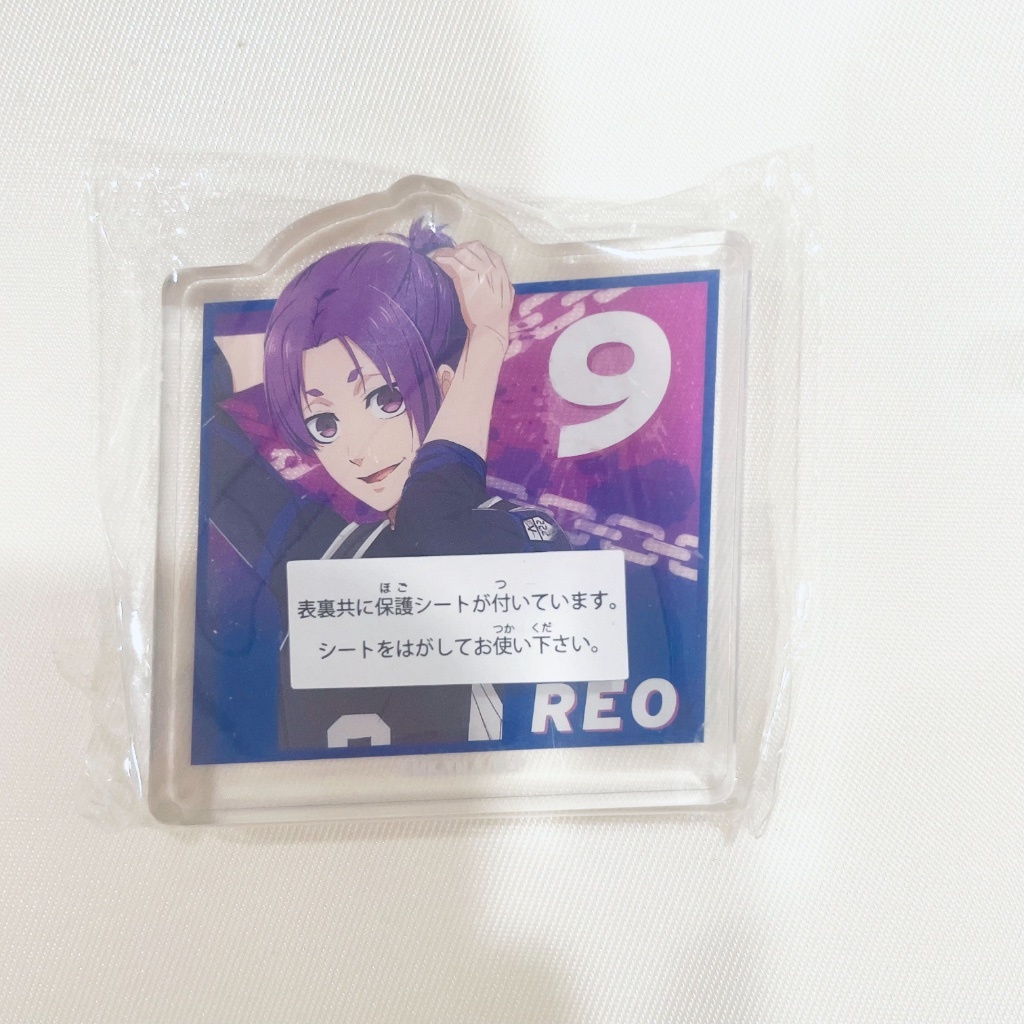 9
表裏共に保護シートが付いています。
シートをはがしてお使い下さい。
REO